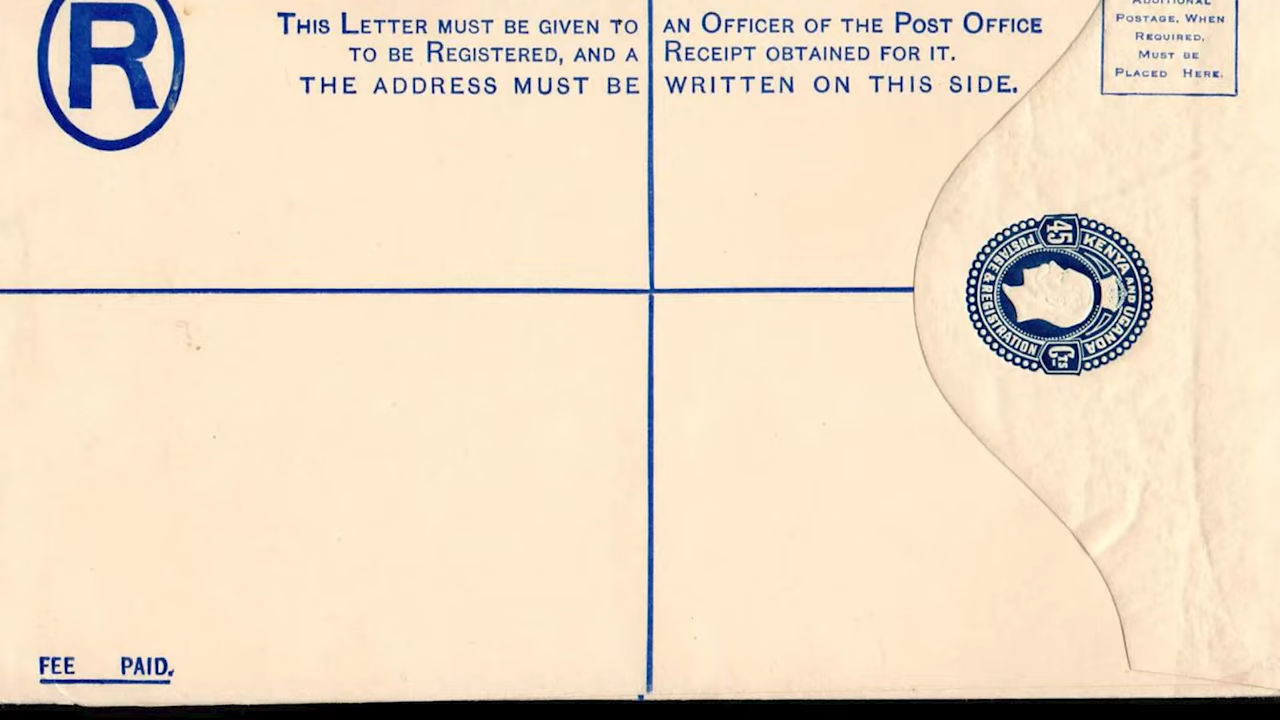 R
THIS LETTER MUST BE GIVEN TO AN OFFICER OF THE POST OFFICE
TO BE REGISTERED, AND A RECEIPT OBTAINED FOR IT.
THE ADDRESS MUST BE WRITTEN ON THIS SIDE.
ADDITIONAL
POSTAGE, WHEN
REQUIRED,
MUST BE
PLACED HERE.
45
KENYA AND UGANDA
POSTAGE & REGISTRATION
CTS
FEE PAID.